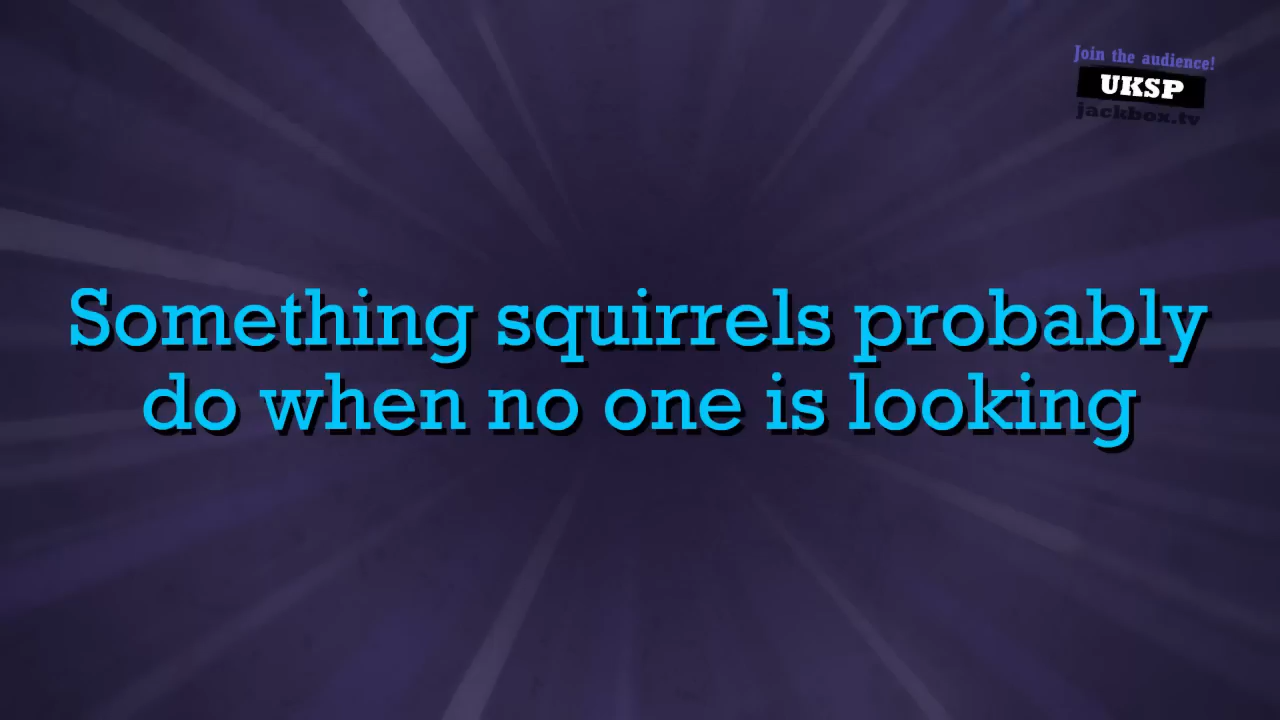 Join the audience!
UKSP
jackbox.tv
Something squirrels probably
do when no one is looking